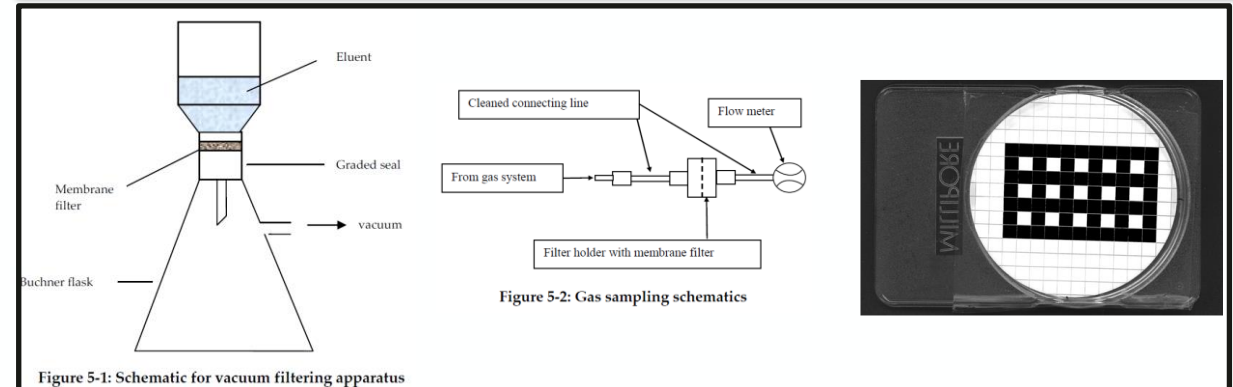 Eluent
Membrane
filter
Graded seal
vacuum
Buchner flask
Figure 5-1: Schematic for vacuum filtering apparatus
Cleaned connecting line
Flow meter
From gas system
Filter holder with membrane filter
Figure 5-2: Gas sampling schematics
MILLIPORE